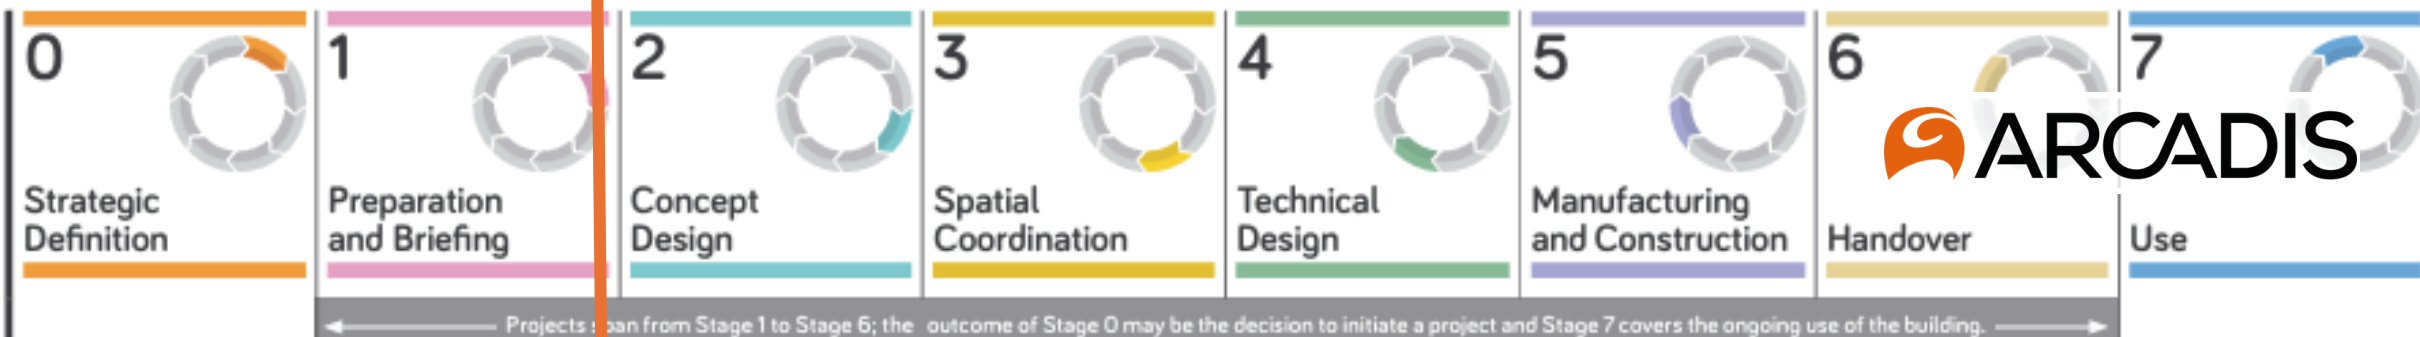 0
Strategic
Definition
1
Preparation
and Briefing
2
Concept
Design
3
Spatial
Coordination
4
Technical
Design
5
Manufacturing
and Construction
6
Handover
7
Use
ARCADIS
Projects span from Stage 1 to Stage 6; the outcome of Stage 0 may be the decision to initiate a project and Stage 7 covers the ongoing use of the building.